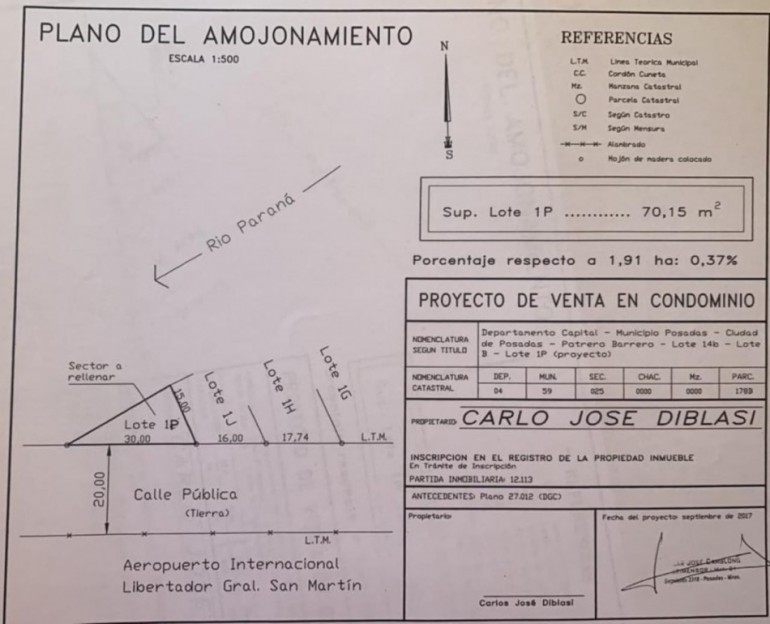 PLANO DEL AMOJONAMIENTO
ESCALA 1:500
N
S
REFERENCIAS
L.T.M. Linea Teorica Municipal
C.C. Cordón Cuneta
Mz. Manzana Catastral
Parcela Catastral
S/C Según Catastro
S/M Según Mensura
Alambrado
Mojón de madera colocado
Sup. Lote 1P ............ 70,15 m²
Porcentaje respecto a 1,91 ha: 0,37%
Rio Paraná
Sector a
rellenar
Lote 1P
15,00
Lote 1J
Lote 1H
Lote 1G
30,00
16,00
17,74
L.T.M.
20,00
Calle Pública
(Tierra)
L.T.M.
Aeropuerto Internacional
Libertador Gral. San Martín
PROYECTO DE VENTA EN CONDOMINIO
NOMENCLATURA
SEGUN TITULO
Departamento Capital - Municipio Posadas - Ciudad
de Posadas - Potrero Barrero - Lote 14b - Lote
B - Lote 1P (proyecto)
NOMENCLATURA
CATASTRAL
DEP. MUN. SEC. CHAC. Mz. PARC.
04 59 025 0000 0000 1789
PROPIETARIO CARLO JOSE DIBLASI
INSCRIPCION EN EL REGISTRO DE LA PROPIEDAD INMUEBLE
En Trámite de Inscripción
PARTIDA INMOBILIARIA: 12.113
ANTECEDENTES: Plano 27.012 (DGC)
Propietario:
Carlos José Diblasi
Fecha del proyecto: septiembre de 2017